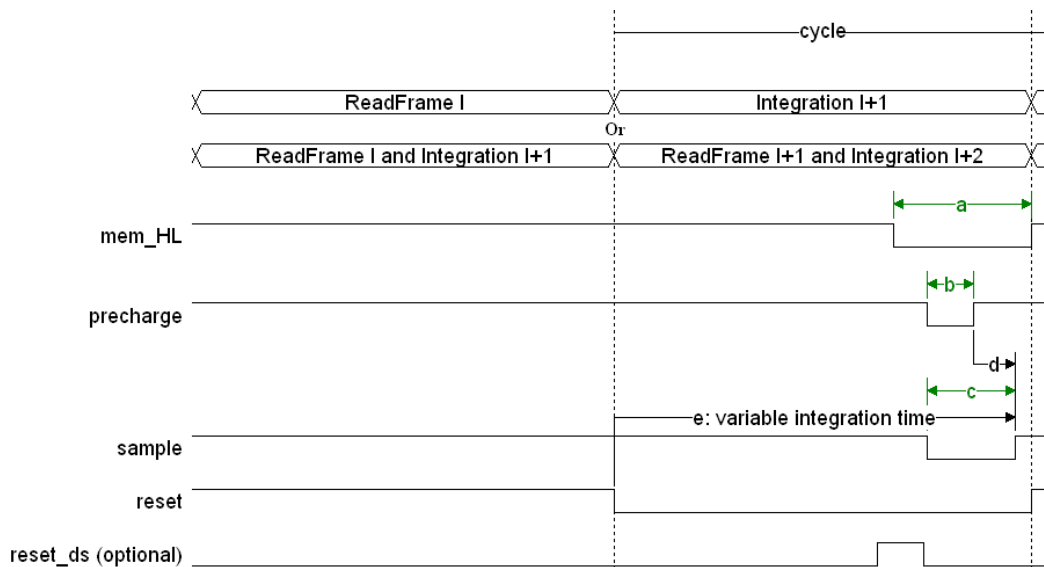 cycle
ReadFrame I
Integration I+1
Or
ReadFrame I and Integration I+1
ReadFrame I+1 and Integration I+2
a
mem_HL
b
precharge
d
c
e: variable integration time
sample
reset
reset_ds (optional)